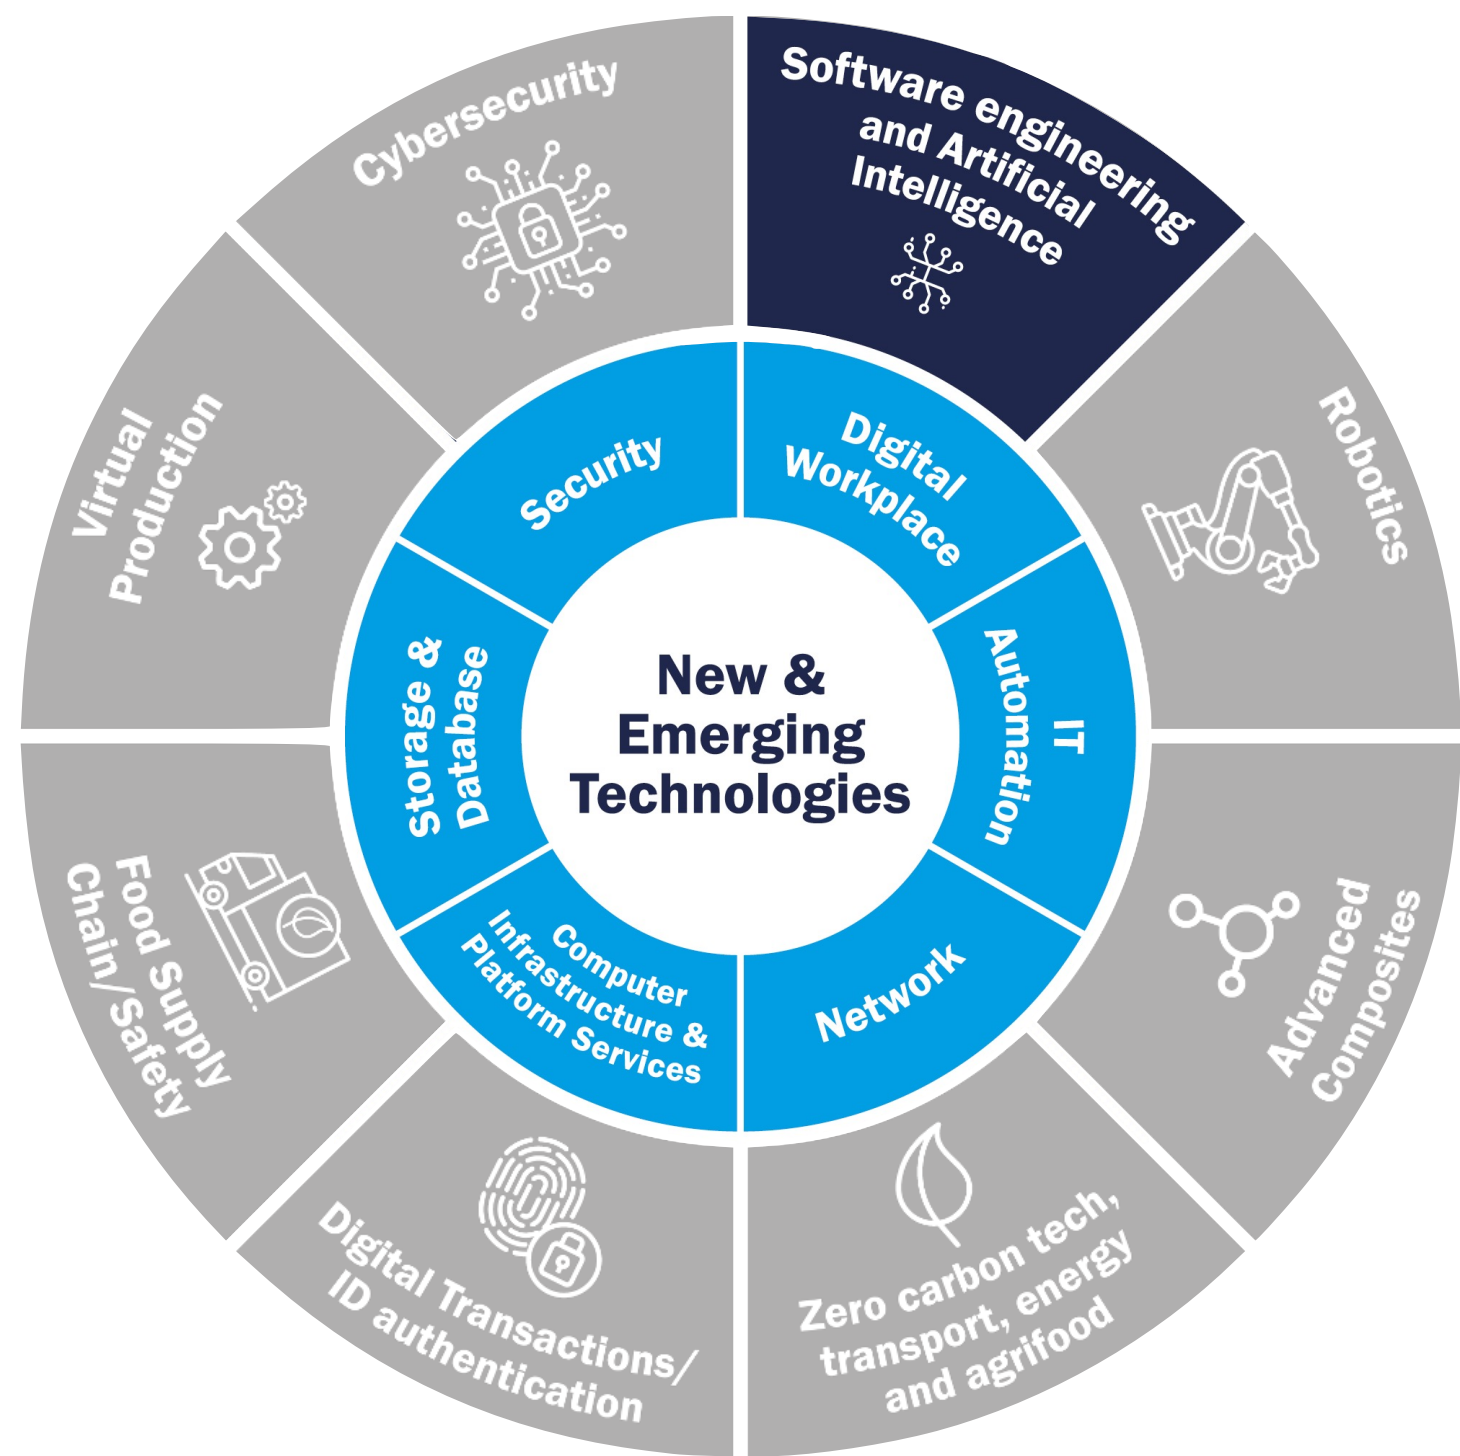 Software engineering
and Artificial
Intelligence
Robotics
Advanced
Composites
Zero carbon tech,
transport, energy
and agrifood
Digital Transactions/
ID authentication
Food Supply
Chain/Safety
Virtual
Production
Cybersecurity
Digital
Workplace
IT
Automation
Network
Computer
Infrastructure &
Platform Services
Storage &
Database
Security
New &
Emerging
Technologies